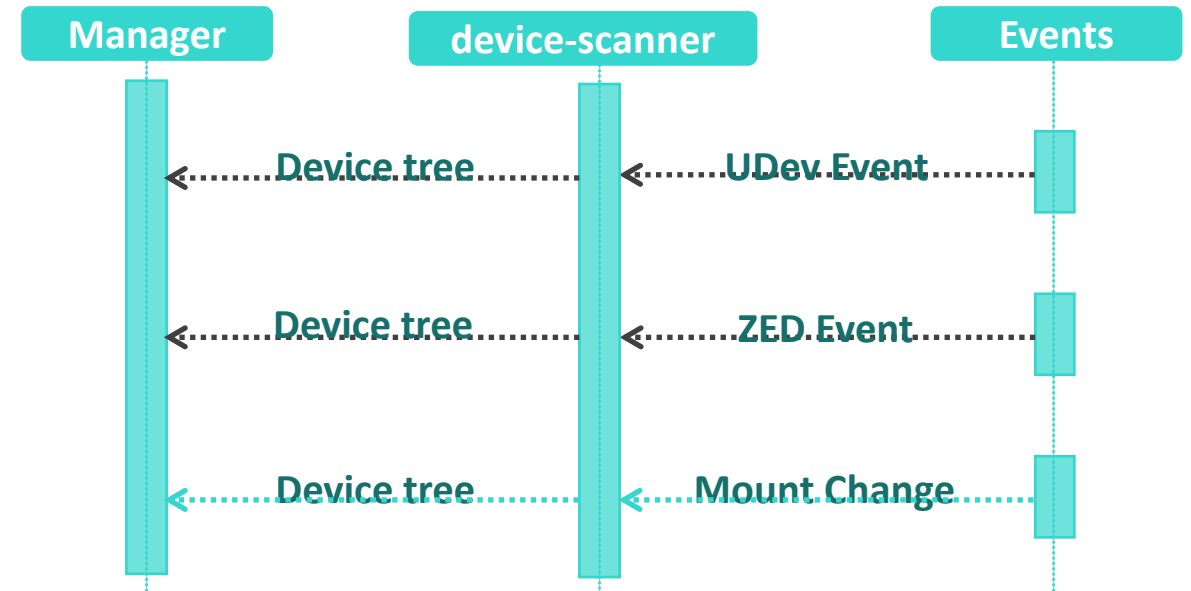 Manager
device-scanner
Events
Device tree
UDev Event
Device tree
ZED Event
Device tree
Mount Change